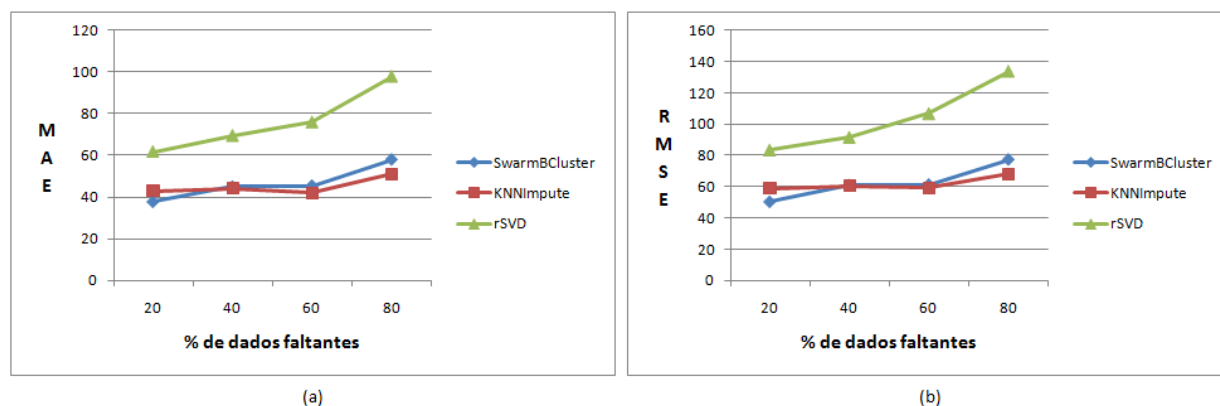 120
100
80
60
40
20
0
M
A
E
20 40 60 80
% de dados faltantes
SwarmBCluster
KNNImpute
rSVD
(a)
160
140
120
100
80
60
40
20
0
R
M
S
E
20 40 60 80
% de dados faltantes
SwarmBCluster
KNNImpute
rSVD
(b)